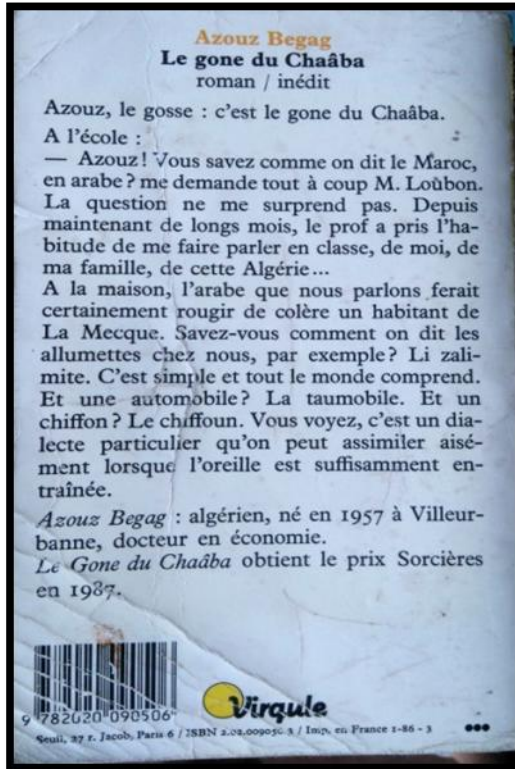 Azouz Begag
Le gone du Chaâba
roman / inédit
Azouz, le gosse : c'est le gone du Chaâba.
A l'école :
— Azouz! Vous savez comme on dit le Maroc,
en arabe? me demande tout à coup M. Loubon.
La question ne me surprend pas. Depuis
maintenant de longs mois, le prof a pris l'ha-
bitude de me faire parler en classe, de moi, de
ma famille, de cette Algérie...
A la maison, l'arabe que nous parlons ferait
certainement rougir de colère un habitant de
La Mecque. Savez-vous comment on dit les
allumettes chez nous, par exemple? Li zali-
mite. C'est simple et tout le monde comprend.
Et une automobile? La taumobile. Et un
chiffon? Le chiffoun. Vous voyez, c'est un dia-
lecte particulier qu'on peut assimiler aisé-
ment lorsque l'oreille est suffisamment en-
traînée.
Azouz Begag : algérien, né en 1957 à Villeur-
banne, docteur en économie.
Le Gone du Chaâba obtient le prix Sorcières
en 1987.
9 782020 090506
Virgule
Seuil, 27 r. Jacob, Paris 6 / ISBN 2.02.009050.3 / Imp. en France 1-86 - 3